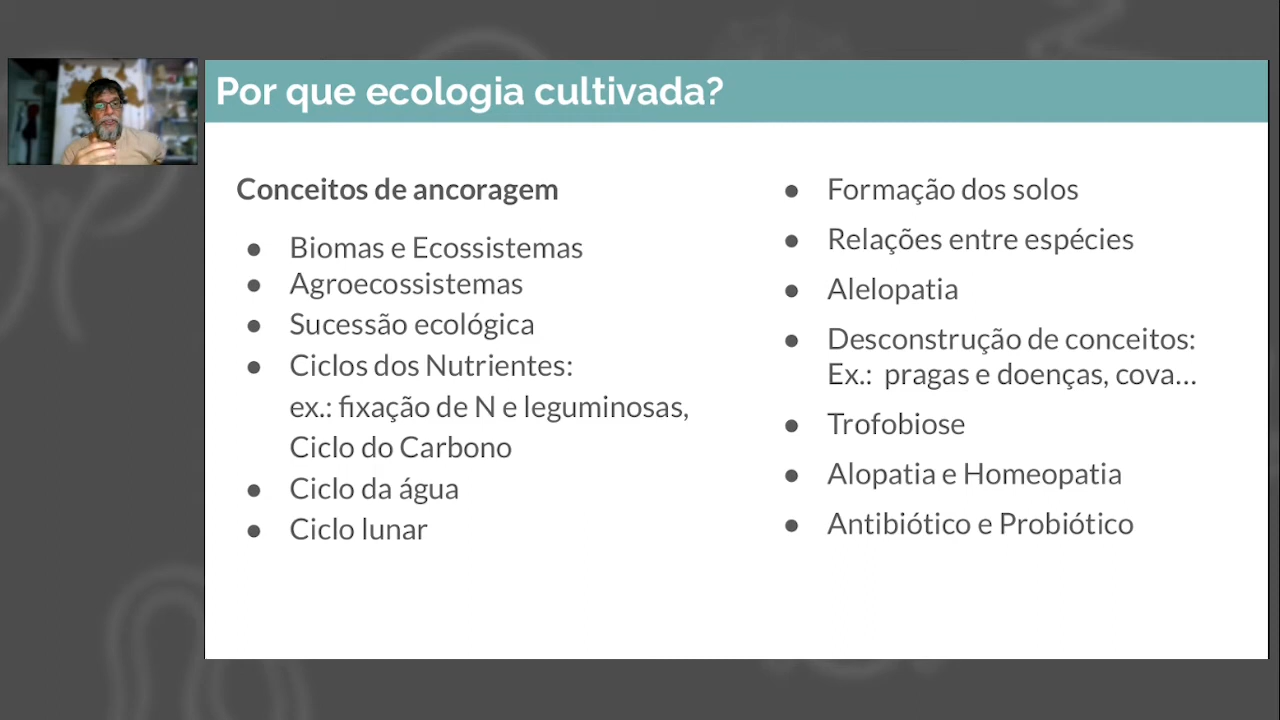 Por que ecologia cultivada?
Conceitos de ancoragem
● Biomas e Ecossistemas
● Agroecossistemas
● Sucessão ecológica
● Ciclos dos Nutrientes:
ex.: fixação de N e leguminosas,
Ciclo do Carbono
● Ciclo da água
● Ciclo lunar
● Formação dos solos
● Relações entre espécies
● Alelopatia
● Desconstrução de conceitos:
Ex.: pragas e doenças, cova...
● Trofobiose
● Alopatia e Homeopatia
● Antibiótico e Probiótico